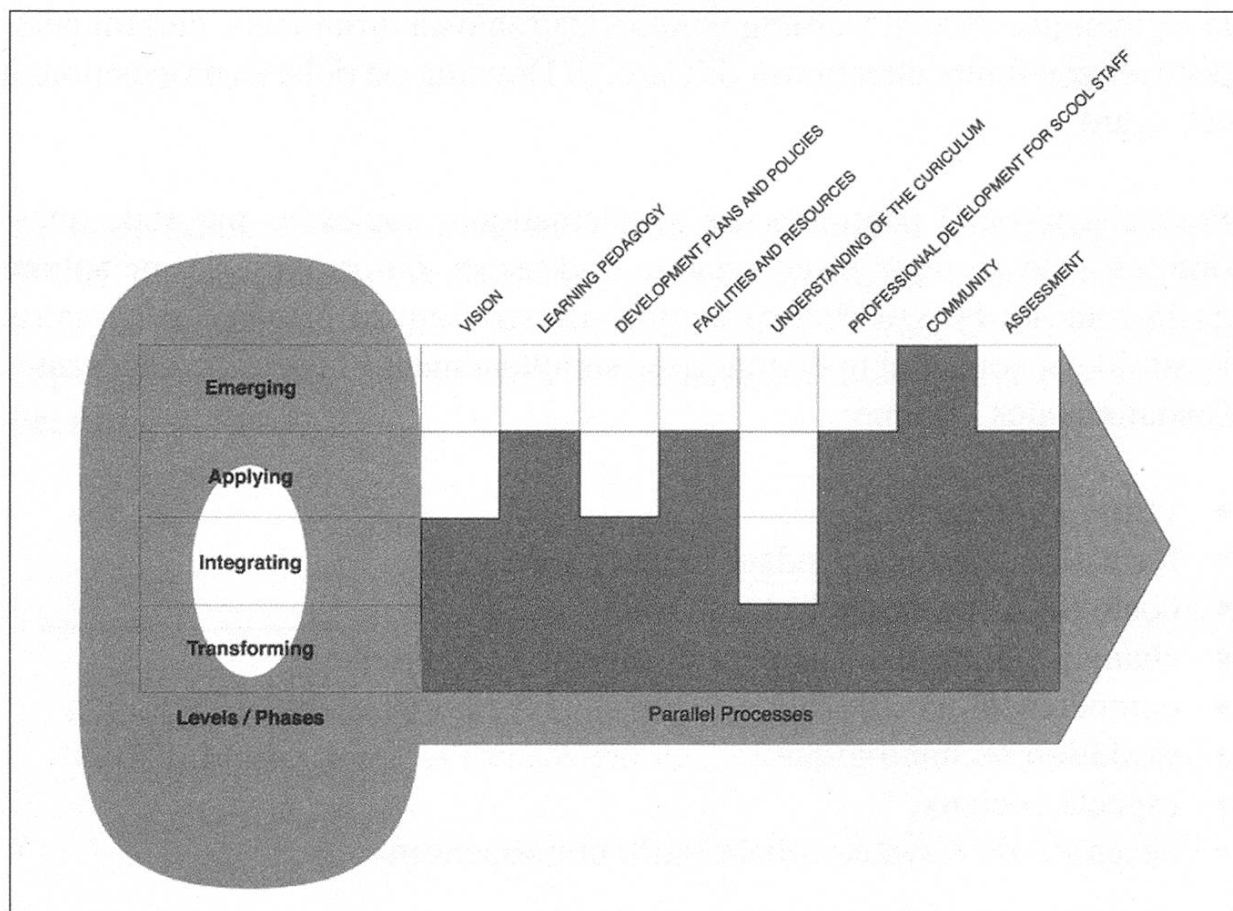 VISION
LEARNING PEDAGOGY
DEVELOPMENT PLANS AND POLICIES
FACILITIES AND RESOURCES
UNDERSTANDING OF THE CURICULUM
PROFESSIONAL DEVELOPMENT FOR SCOOL STAFF
COMMUNITY
ASSESSMENT
Emerging
Applying
Integrating
Transforming
Levels / Phases
Parallel Processes